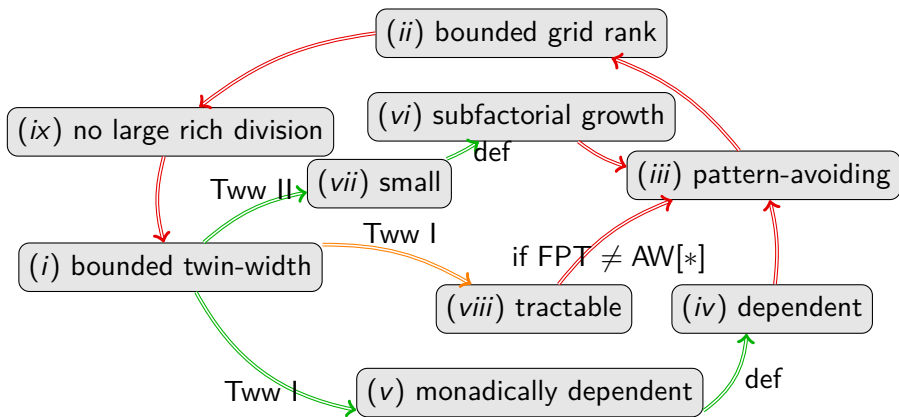 (ii) bounded grid rank
(ix) no large rich division
(vi) subfactorial growth
def
Tww II
(vii) small
(iii) pattern-avoiding
Tww I
if FPT ≠ AW[*]
(i) bounded twin-width
(viii) tractable
(iv) dependent
Tww I
(v) monadically dependent
def